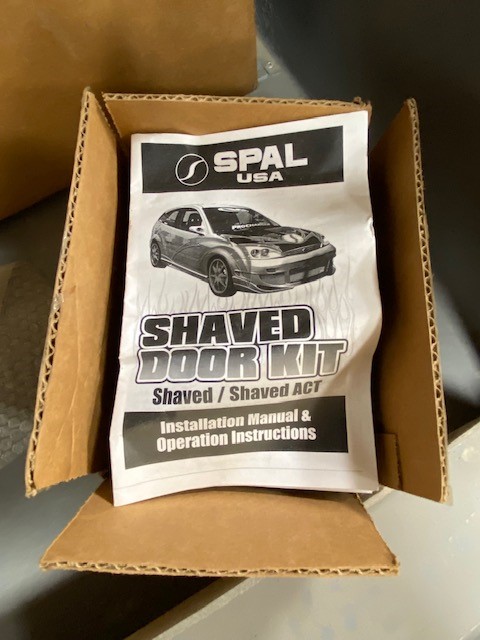 SPAL
USA
SHAVED
DOOR KIT
Shaved / Shaved ACT
Installation Manual &
Operation Instructions